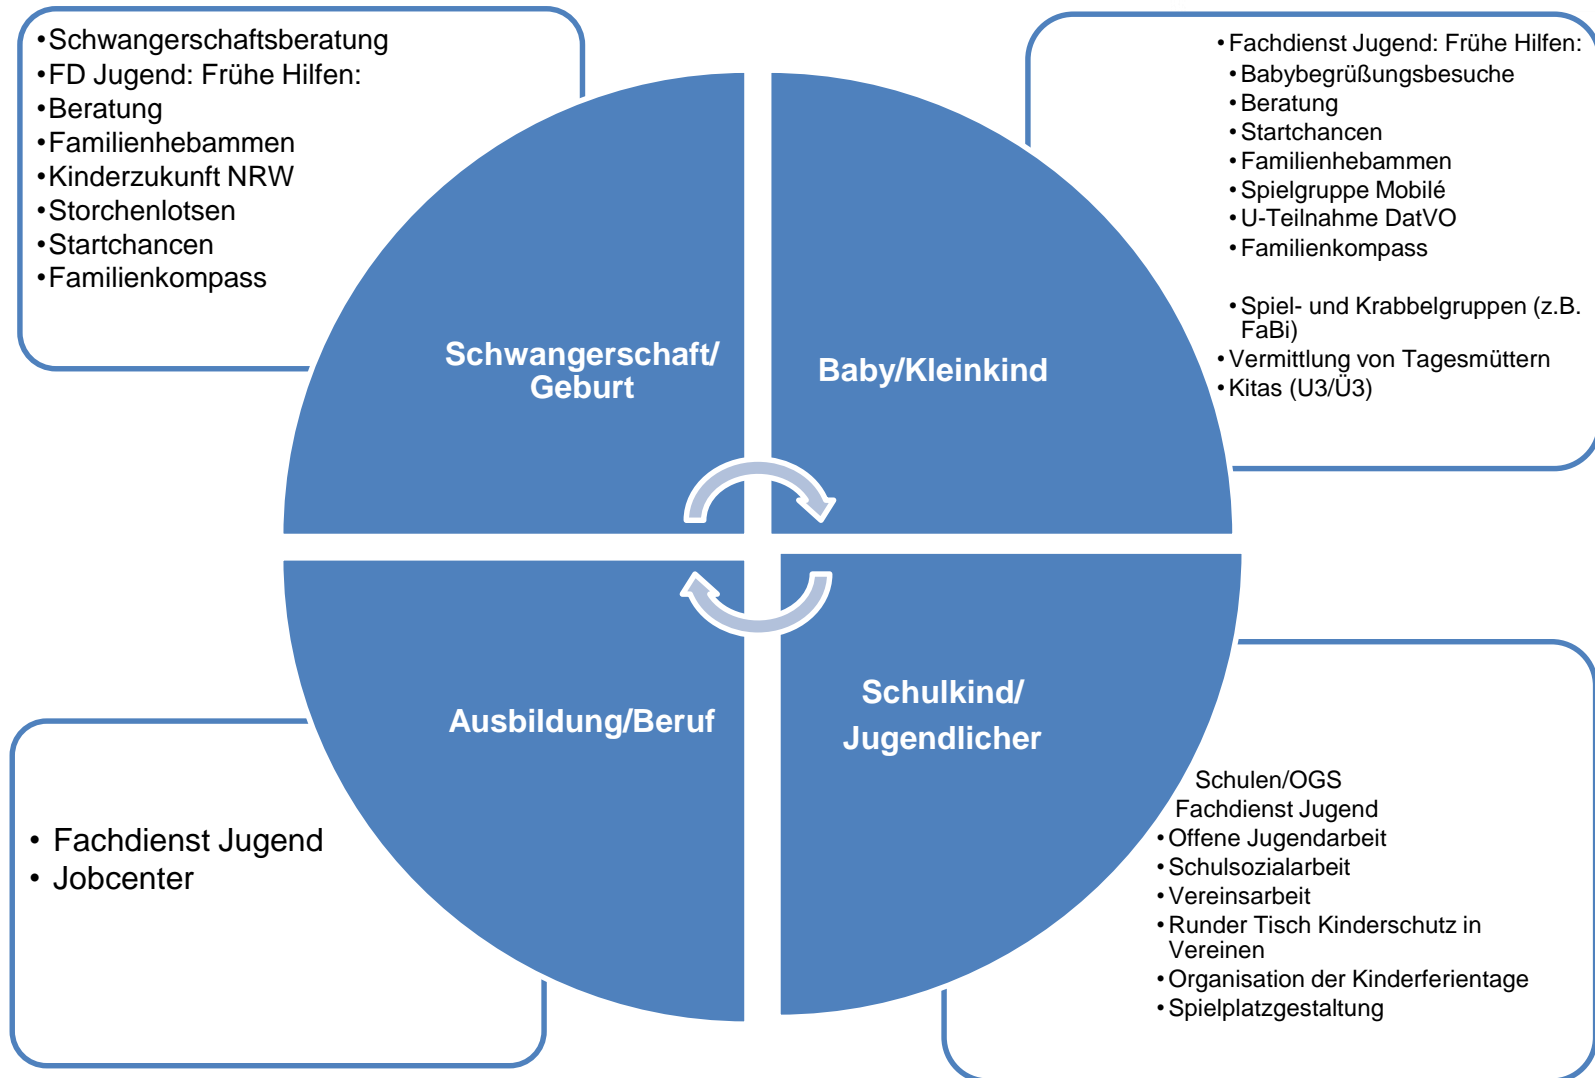 •Schwangerschaftsberatung
•FD Jugend: Frühe Hilfen:
•Beratung
•Familienhebammen
•Kinderzukunft NRW
•Storchenlotsen
•Startchancen
•Familienkompass
•Fachdienst Jugend: Frühe Hilfen:
•Babybegrüßungsbesuche
•Beratung
•Startchancen
•Familienhebammen
•Spielgruppe Mobilé
•U-Teilnahme DatVO
•Familienkompass
•Spiel- und Krabbelgruppen (z.B.
FaBi)
•Vermittlung von Tagesmüttern
•Kitas (U3/Ü3)
Schwangerschaft/
Geburt
Baby/Kleinkind
Ausbildung/Beruf
Schulkind/
Jugendlicher
• Fachdienst Jugend
• Jobcenter
Schulen/OGS
Fachdienst Jugend
•Offene Jugendarbeit
•Schulsozialarbeit
•Vereinsarbeit
•Runder Tisch Kinderschutz in
Vereinen
•Organisation der Kinderferientage
•Spielplatzgestaltung